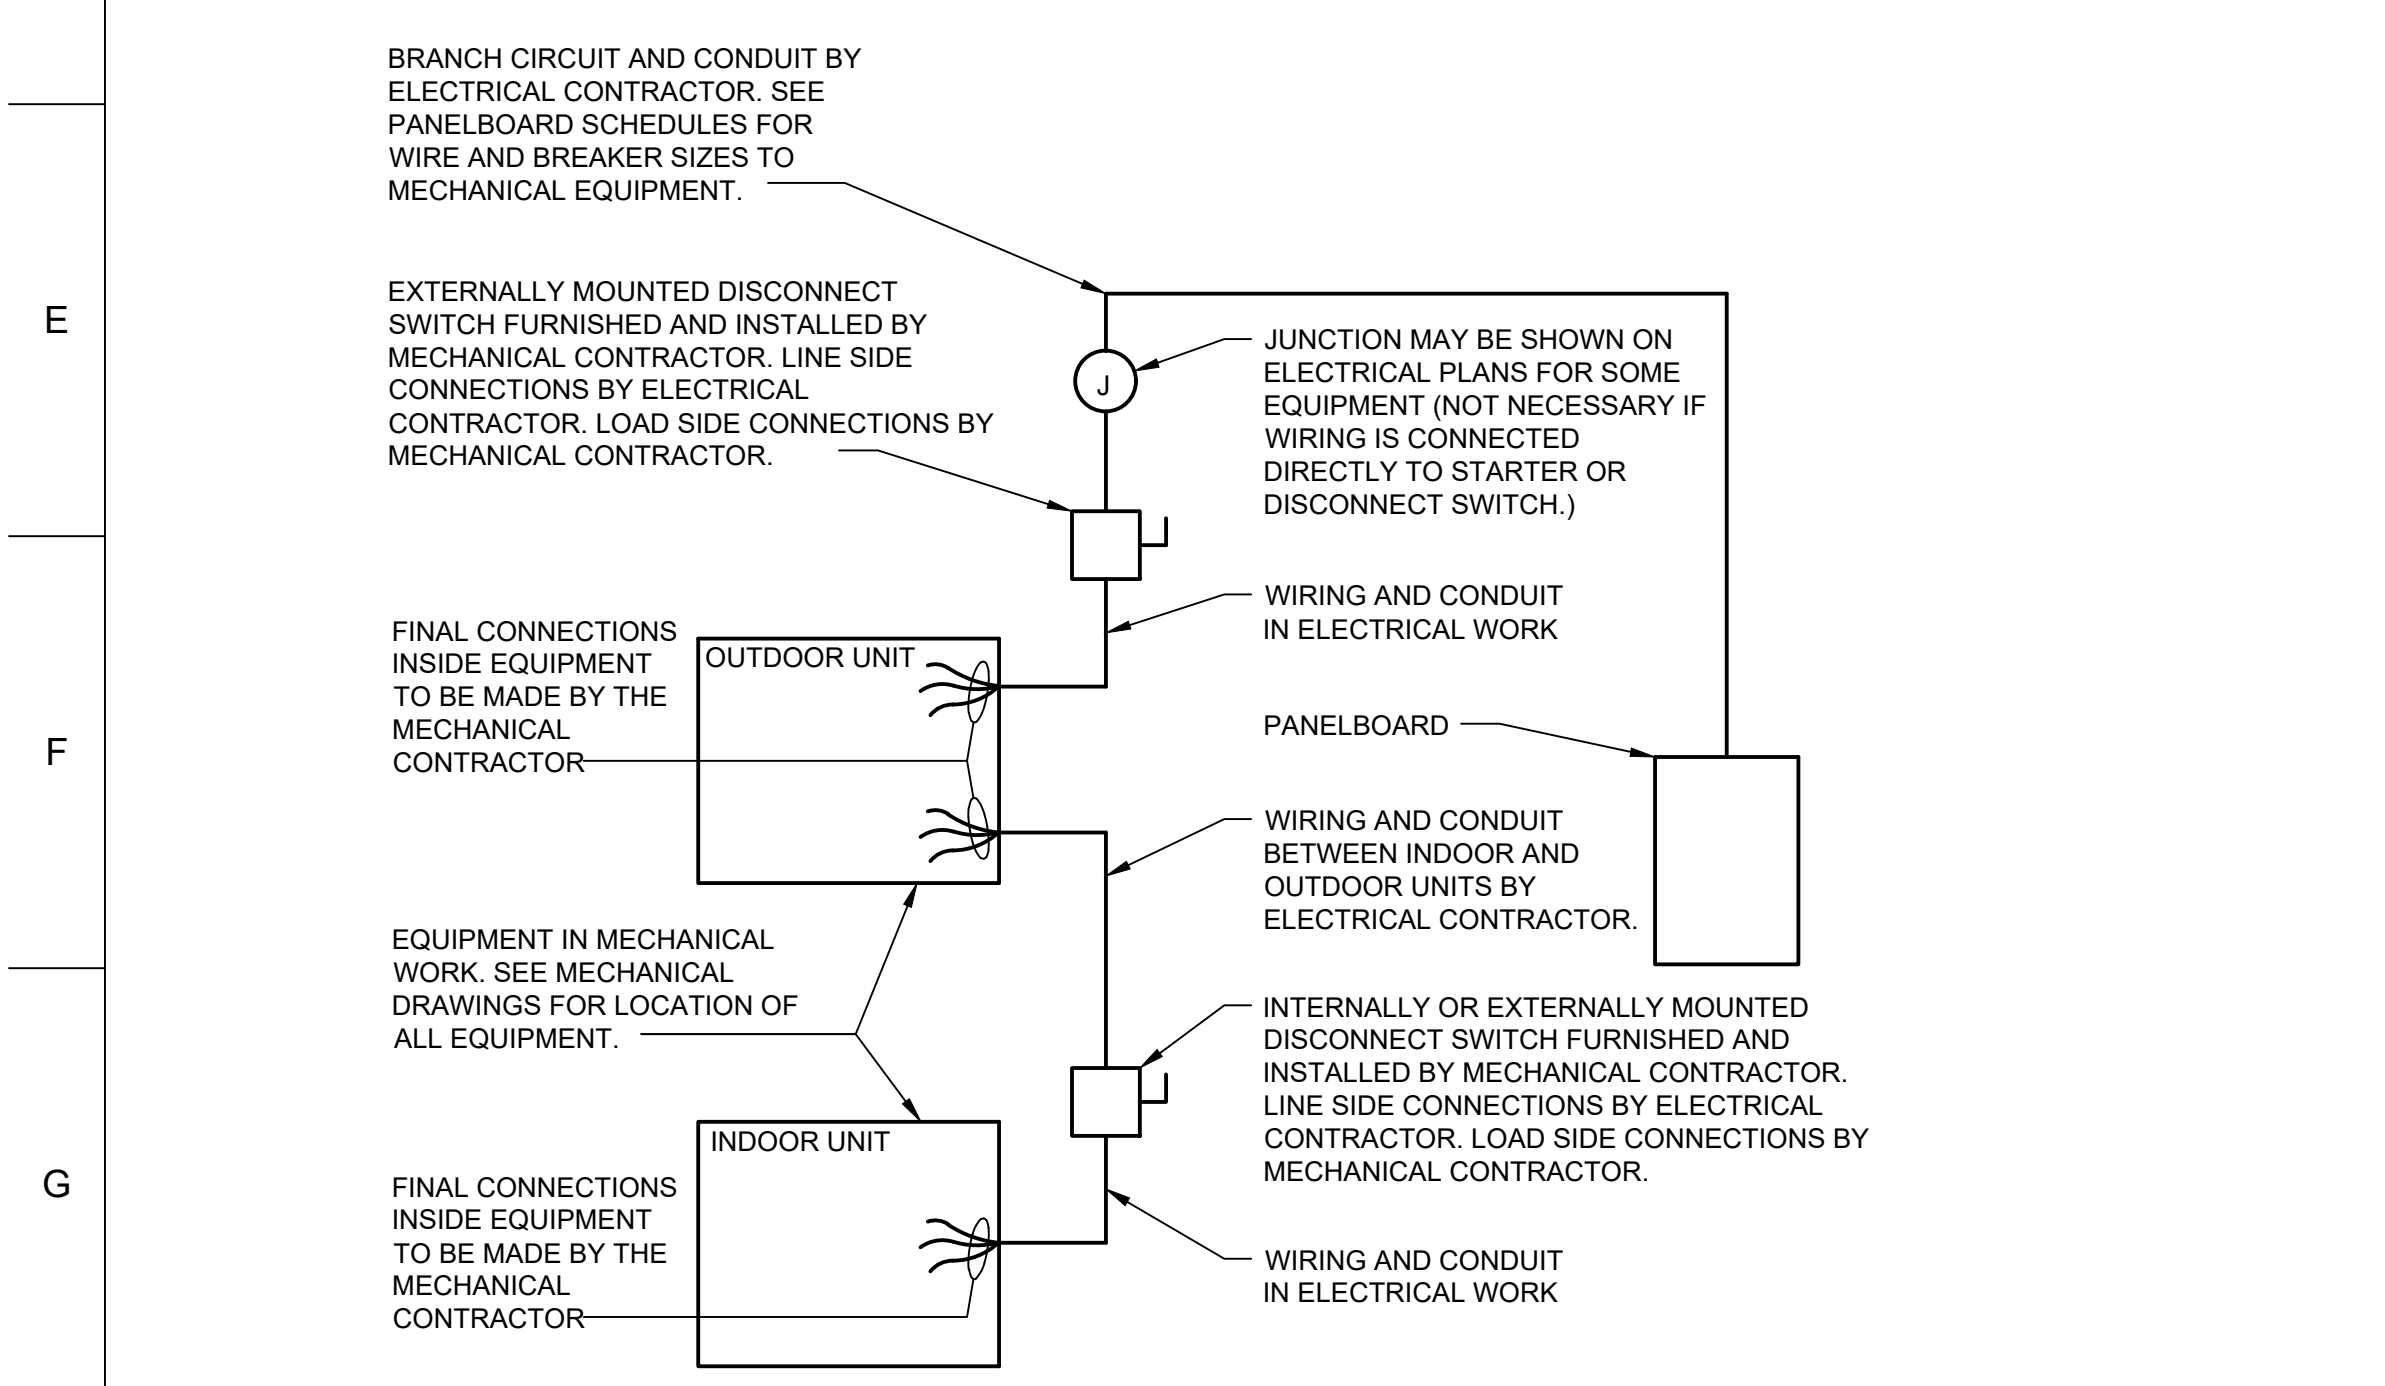 BRANCH CIRCUIT AND CONDUIT BY
ELECTRICAL CONTRACTOR. SEE
PANELBOARD SCHEDULES FOR
WIRE AND BREAKER SIZES TO
MECHANICAL EQUIPMENT.
EXTERNALLY MOUNTED DISCONNECT
SWITCH FURNISHED AND INSTALLED BY
MECHANICAL CONTRACTOR. LINE SIDE
CONNECTIONS BY ELECTRICAL
CONTRACTOR. LOAD SIDE CONNECTIONS BY
MECHANICAL CONTRACTOR.
E
J
JUNCTION MAY BE SHOWN ON
ELECTRICAL PLANS FOR SOME
EQUIPMENT (NOT NECESSARY IF
WIRING IS CONNECTED
DIRECTLY TO STARTER OR
DISCONNECT SWITCH.)
WIRING AND CONDUIT
IN ELECTRICAL WORK
FINAL CONNECTIONS
INSIDE EQUIPMENT
TO BE MADE BY THE
MECHANICAL
CONTRACTOR
OUTDOOR UNIT
F
PANELBOARD
WIRING AND CONDUIT
BETWEEN INDOOR AND
OUTDOOR UNITS BY
ELECTRICAL CONTRACTOR.
EQUIPMENT IN MECHANICAL
WORK. SEE MECHANICAL
DRAWINGS FOR LOCATION OF
ALL EQUIPMENT.
INTERNALLY OR EXTERNALLY MOUNTED
DISCONNECT SWITCH FURNISHED AND
INSTALLED BY MECHANICAL CONTRACTOR.
LINE SIDE CONNECTIONS BY ELECTRICAL
CONTRACTOR. LOAD SIDE CONNECTIONS BY
MECHANICAL CONTRACTOR.
INDOOR UNIT
G
FINAL CONNECTIONS
INSIDE EQUIPMENT
TO BE MADE BY THE
MECHANICAL
CONTRACTOR
WIRING AND CONDUIT
IN ELECTRICAL WORK